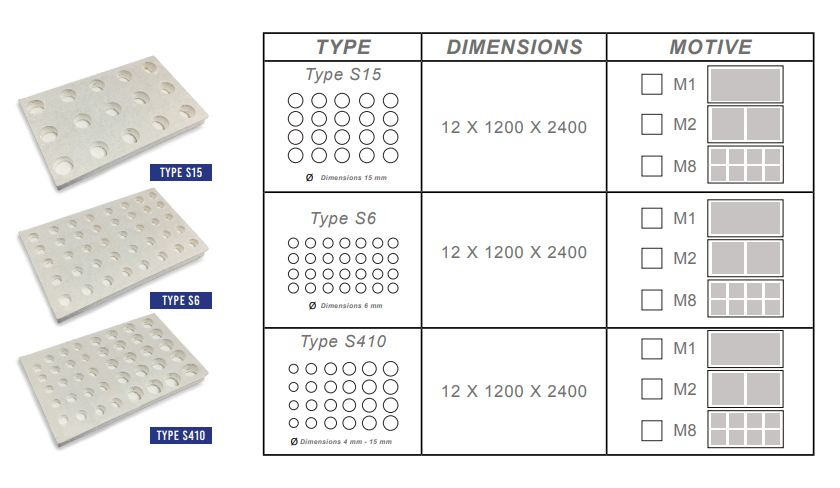 TYPE S15
TYPE S6
TYPE S410
TYPE DIMENSIONS MOTIVE
Type S15
Ø Dimensions 15 mm
12 X 1200 X 2400
M1
M2
M8
Type S6
Ø Dimensions 6 mm
12 X 1200 X 2400
M1
M2
M8
Type S410
Ø Dimensions 4 mm - 15 mm
12 X 1200 X 2400
M1
M2
M8